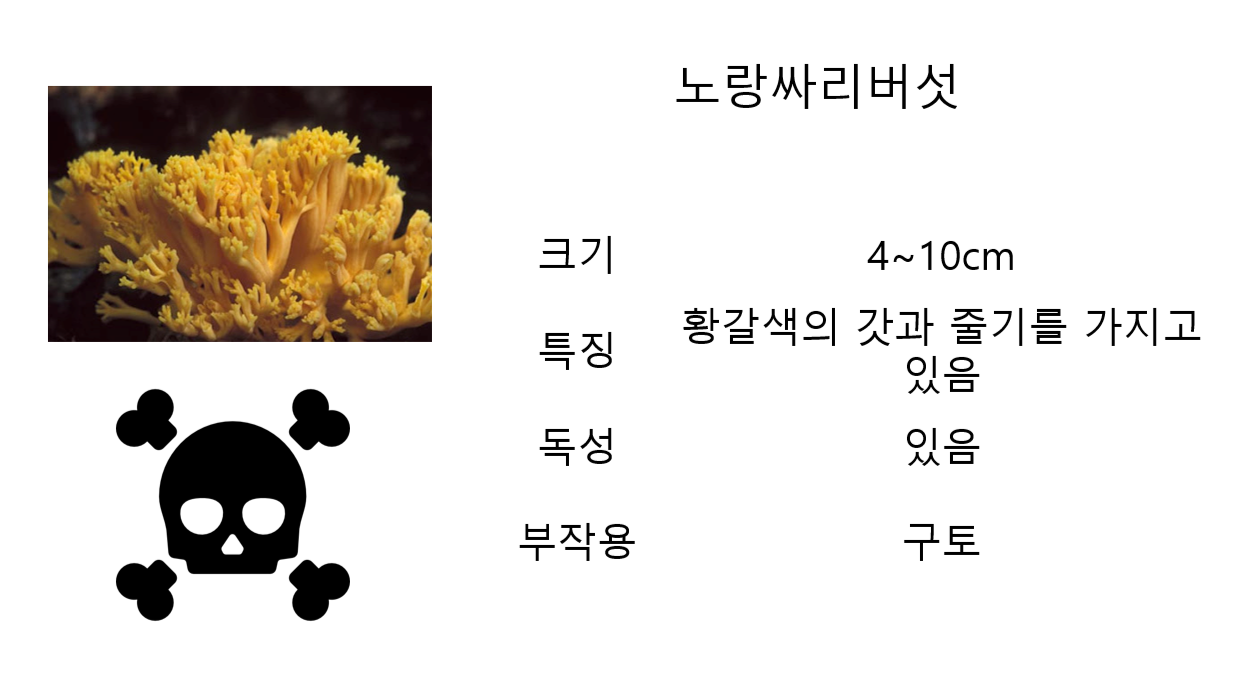 노랑싸리버섯
크기 4~10cm
특징 황갈색의 갓과 줄기를 가지고
있음
독성 있음
부작용 구토